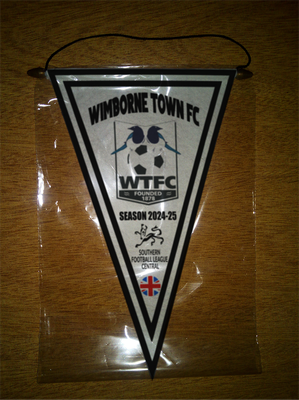 WIMBORNE TOWN FC
WTFC
FOUNDED
1878
SEASON 2024-25
SOUTHERN
FOOTBALL LEAGUE
CENTRAL